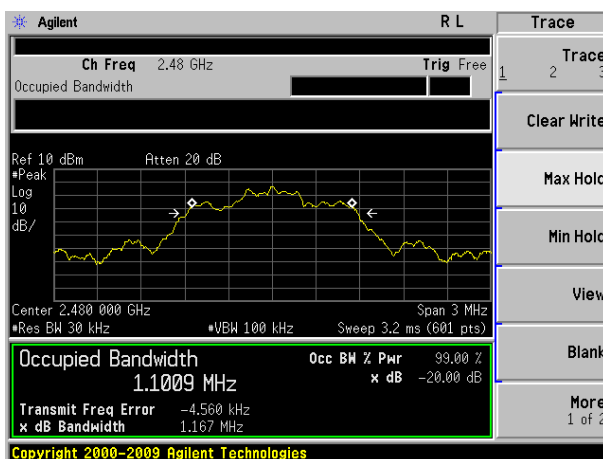 Agilent R L Trace
Ch Freq 2.48 GHz Trig Free
Occupied Bandwidth
Trace
1 2 3
Clear Write
Max Hold
Min Hold
View
Blank
More
1 of 2
Ref 10 dBm Atten 20 dB
#Peak
Log
10
dB/
Center 2.480 000 GHz Span 3 MHz
#Res BW 30 kHz #VBW 100 kHz Sweep 3.2 ms (601 pts)
Occupied Bandwidth Occ BW % Pwr 99.00 %
1.1009 MHz x dB -20.00 dB
Transmit Freq Error -4.560 kHz
x dB Bandwidth 1.167 MHz
Copyright 2000-2009 Agilent Technologies